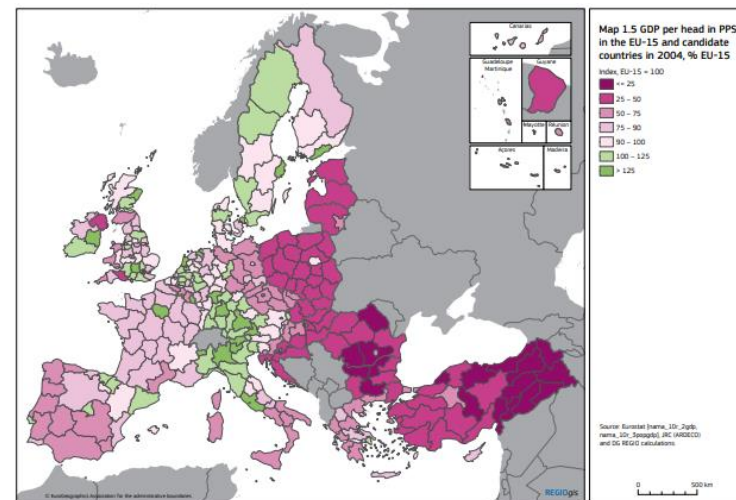 Canarias
Guadeloupe
Martinique
Guyane
Mayotte
Réunion
Açores
Madeira
© EuroGeographics Association for the administrative boundaries
REGIOgis
Map 1.5 GDP per head in PPS
in the EU-15 and candidate
countries in 2004, % EU-15
Index, EU-15 = 100
<= 25
25 – 50
50 – 75
75 – 90
90 – 100
100 – 125
> 125
Source: Eurostat [nama_10r_2gdp,
nama_10r_3popgdp], JRC (ARDECO)
and DG REGIO calculations
0 500 km